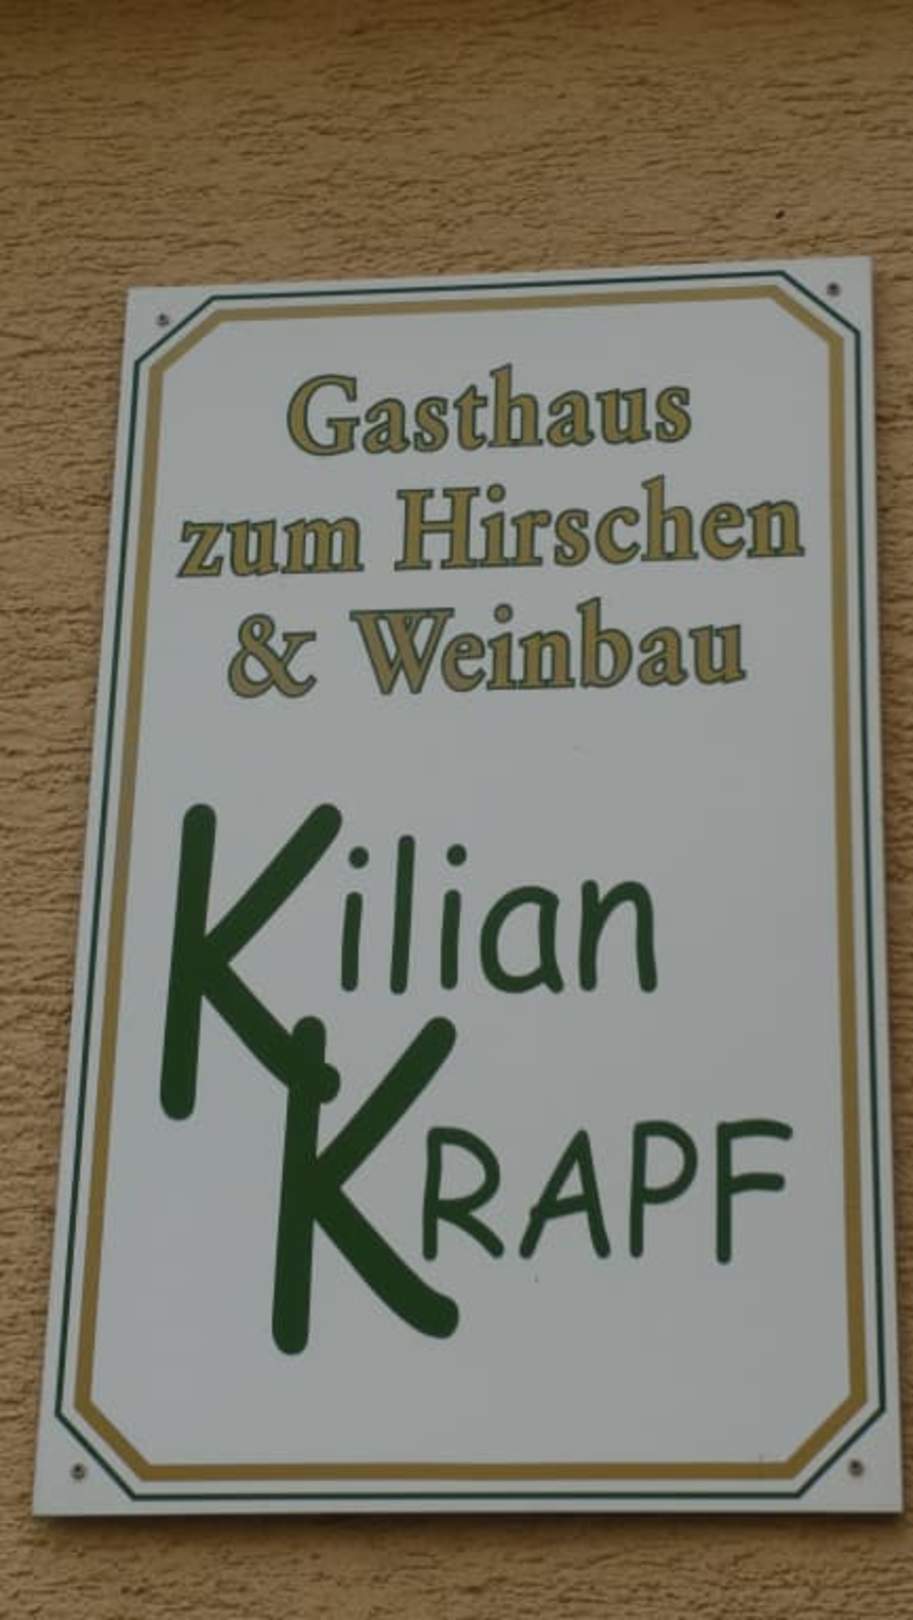 Gasthaus
zum Hirschen
& Weinbau
Kilian
KRAPF